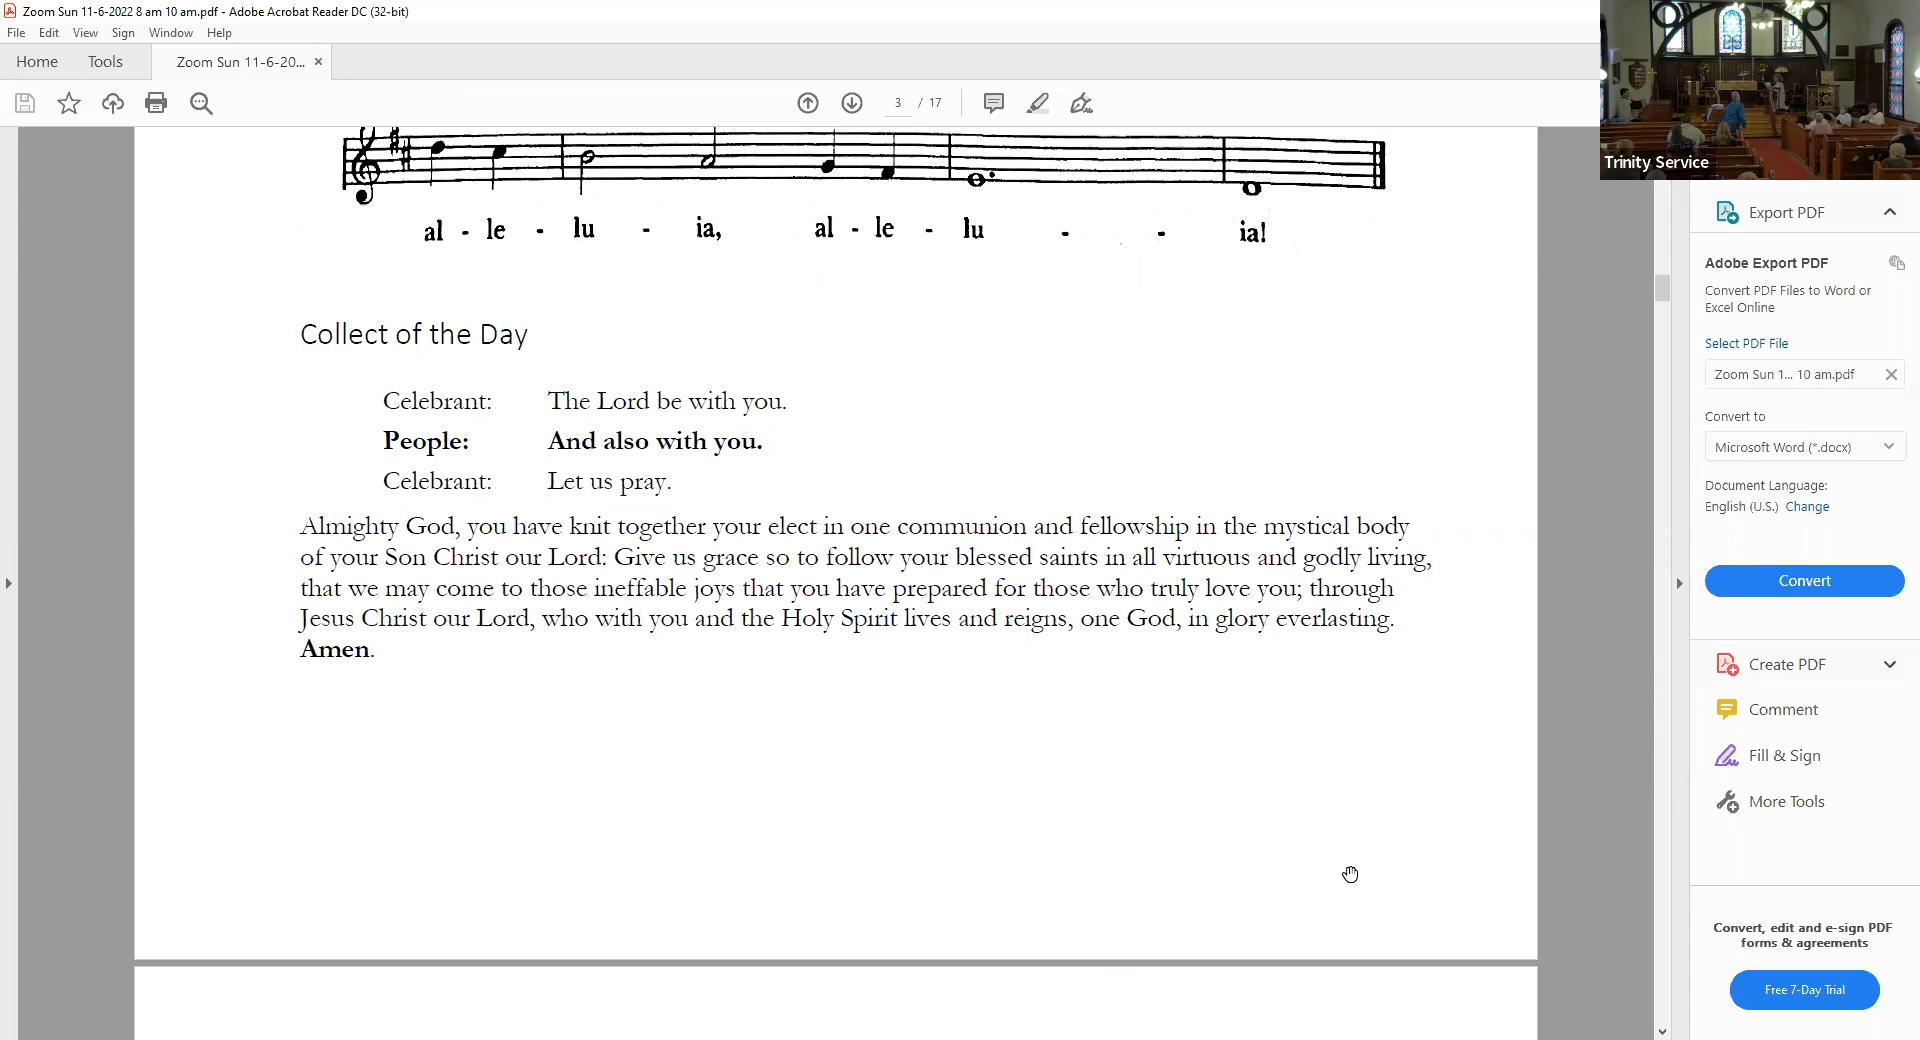 Zoom Sun 11-6-2022 8 am 10 am.pdf - Adobe Acrobat Reader DC (32-bit)
File Edit View Sign Window Help
Home Tools Zoom Sun 11-6-20... ×
3 / 17
Trinity Service
al - le - lu - ia, al - le - lu - - ia!
Collect of the Day
Celebrant: The Lord be with you.
People: And also with you.
Celebrant: Let us pray.
Almighty God, you have knit together your elect in one communion and fellowship in the mystical body
of your Son Christ our Lord: Give us grace so to follow your blessed saints in all virtuous and godly living,
that we may come to those ineffable joys that you have prepared for those who truly love you; through
Jesus Christ our Lord, who with you and the Holy Spirit lives and reigns, one God, in glory everlasting.
Amen.
Export PDF
Adobe Export PDF
Convert PDF Files to Word or
Excel Online
Select PDF File
Zoom Sun 1... 10 am.pdf
Convert to
Microsoft Word (*.docx)
Document Language:
English (U.S.) Change
Convert
Create PDF
Comment
Fill & Sign
More Tools
Convert, edit and e-sign PDF
forms & agreements
Free 7-Day Trial